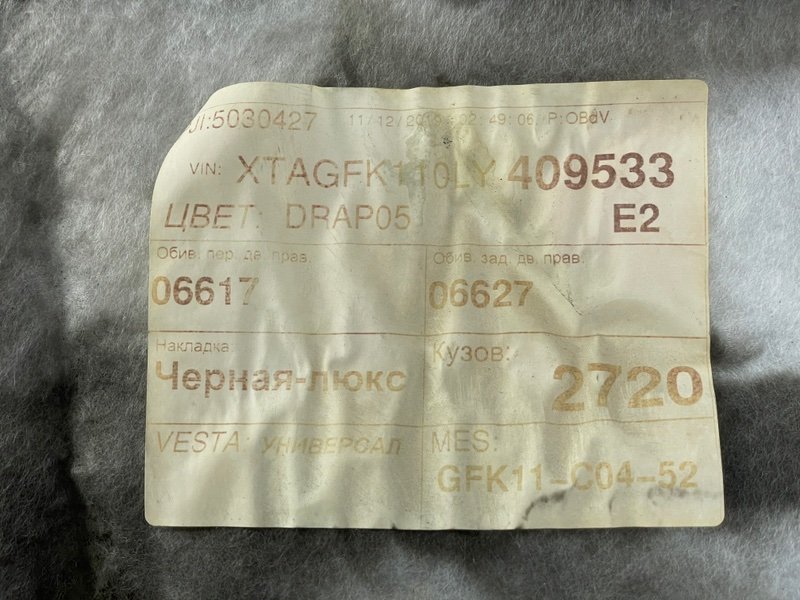 JI:5030427 11/12/2019 02:49:06 P:OBdV
VIN: XTAGFK110LY 409533
ЦВЕТ: DRAP05 E2
Обив. пер. дв. прав. Обив. зад. дв. прав.
06617 06627
Накладка: Кузов:
Черная-люкс 2720
VESTA: УНИВЕРСАЛ MES:
GFK11-C04-52